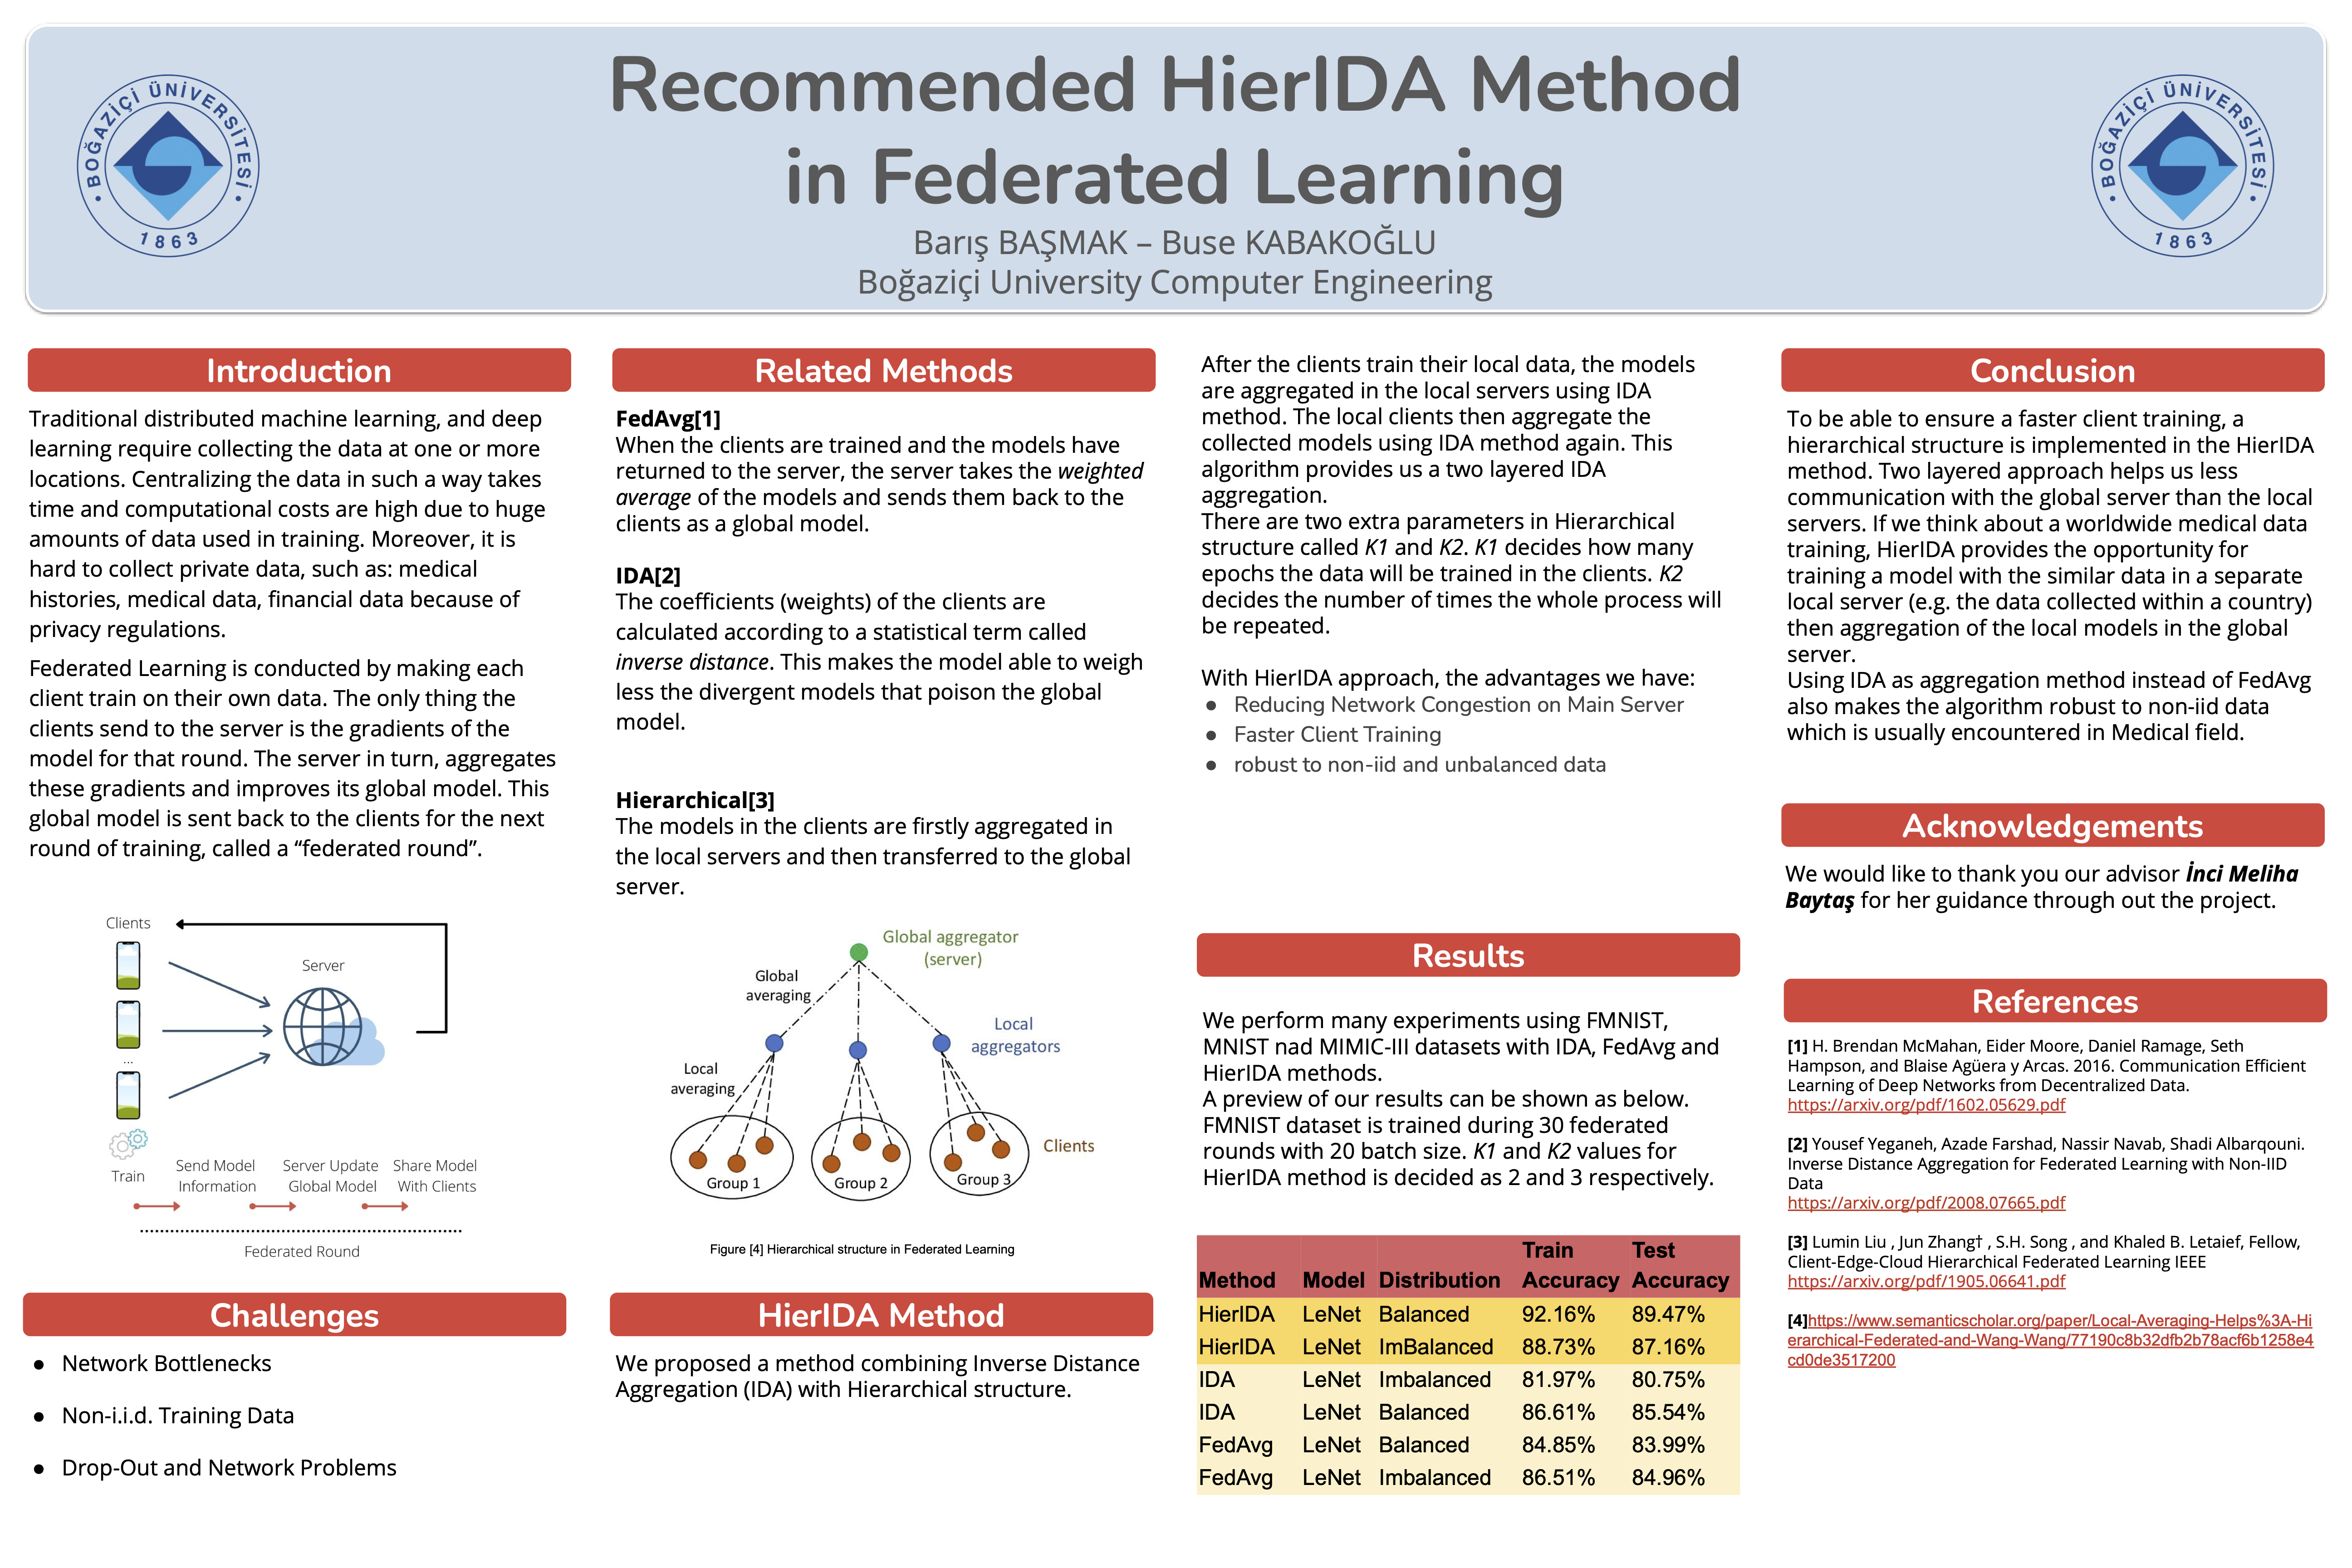 Recommended HierIDA Method
in Federated Learning
Barış BAŞMAK – Buse KABAKOĞLU
Boğaziçi University Computer Engineering
BOĞAZİÇİ ÜNİVERSİTESİ
1863
BOĞAZİÇİ ÜNİVERSİTESİ
1863
Introduction
Traditional distributed machine learning, and deep
learning require collecting the data at one or more
locations. Centralizing the data in such a way takes
time and computational costs are high due to huge
amounts of data used in training. Moreover, it is
hard to collect private data, such as: medical
histories, medical data, financial data because of
privacy regulations.
Federated Learning is conducted by making each
client train on their own data. The only thing the
clients send to the server is the gradients of the
model for that round. The server in turn, aggregates
these gradients and improves its global model. This
global model is sent back to the clients for the next
round of training, called a “federated round”.
Clients
Server
...
Train
Send Model
Information
Server Update
Global Model
Share Model
With Clients
Federated Round
Challenges
● Network Bottlenecks
● Non-i.i.d. Training Data
● Drop-Out and Network Problems
Related Methods
FedAvg[1]
When the clients are trained and the models have
returned to the server, the server takes the weighted
average of the models and sends them back to the
clients as a global model.
IDA[2]
The coefficients (weights) of the clients are
calculated according to a statistical term called
inverse distance. This makes the model able to weigh
less the divergent models that poison the global
model.
Hierarchical[3]
The models in the clients are firstly aggregated in
the local servers and then transferred to the global
server.
Global aggregator
(server)
Global
averaging
Local
aggregators
Local
averaging
Clients
Group 1
Group 2
Group 3
Figure [4] Hierarchical structure in Federated Learning
HierIDA Method
We proposed a method combining Inverse Distance
Aggregation (IDA) with Hierarchical structure.
After the clients train their local data, the models
are aggregated in the local servers using IDA
method. The local clients then aggregate the
collected models using IDA method again. This
algorithm provides us a two layered IDA
aggregation.
There are two extra parameters in Hierarchical
structure called K1 and K2. K1 decides how many
epochs the data will be trained in the clients. K2
decides the number of times the whole process will
be repeated.
With HierIDA approach, the advantages we have:
● Reducing Network Congestion on Main Server
● Faster Client Training
● robust to non-iid and unbalanced data
Results
We perform many experiments using FMNIST,
MNIST nad MIMIC-III datasets with IDA, FedAvg and
HierIDA methods.
A preview of our results can be shown as below.
FMNIST dataset is trained during 30 federated
rounds with 20 batch size. K1 and K2 values for
HierIDA method is decided as 2 and 3 respectively.
Method Model Distribution Train Accuracy Test Accuracy
HierIDA LeNet Balanced 92.16% 89.47%
HierIDA LeNet ImBalanced 88.73% 87.16%
IDA LeNet Imbalanced 81.97% 80.75%
IDA LeNet Balanced 86.61% 85.54%
FedAvg LeNet Balanced 84.85% 83.99%
FedAvg LeNet Imbalanced 86.51% 84.96%
Conclusion
To be able to ensure a faster client training, a
hierarchical structure is implemented in the HierIDA
method. Two layered approach helps us less
communication with the global server than the local
servers. If we think about a worldwide medical data
training, HierIDA provides the opportunity for
training a model with the similar data in a separate
local server (e.g. the data collected within a country)
then aggregation of the local models in the global
server.
Using IDA as aggregation method instead of FedAvg
also makes the algorithm robust to non-iid data
which is usually encountered in Medical field.
Acknowledgements
We would like to thank you our advisor İnci Meliha
Baytaş for her guidance through out the project.
References
[1] H. Brendan McMahan, Eider Moore, Daniel Ramage, Seth
Hampson, and Blaise Agüera y Arcas. 2016. Communication Efficient
Learning of Deep Networks from Decentralized Data.
https://arxiv.org/pdf/1602.05629.pdf
[2] Yousef Yeganeh, Azade Farshad, Nassir Navab, Shadi Albarqouni.
Inverse Distance Aggregation for Federated Learning with Non-IID
Data
https://arxiv.org/pdf/2008.07665.pdf
[3] Lumin Liu , Jun Zhang† , S.H. Song , and Khaled B. Letaief, Fellow,
Client-Edge-Cloud Hierarchical Federated Learning IEEE
https://arxiv.org/pdf/1905.06641.pdf
[4]https://www.semanticscholar.org/paper/Local-Averaging-Helps%3A-Hi
erarchical-Federated-and-Wang-Wang/77190c8b32dfb2b78acf6b1258e4
cd0de3517200